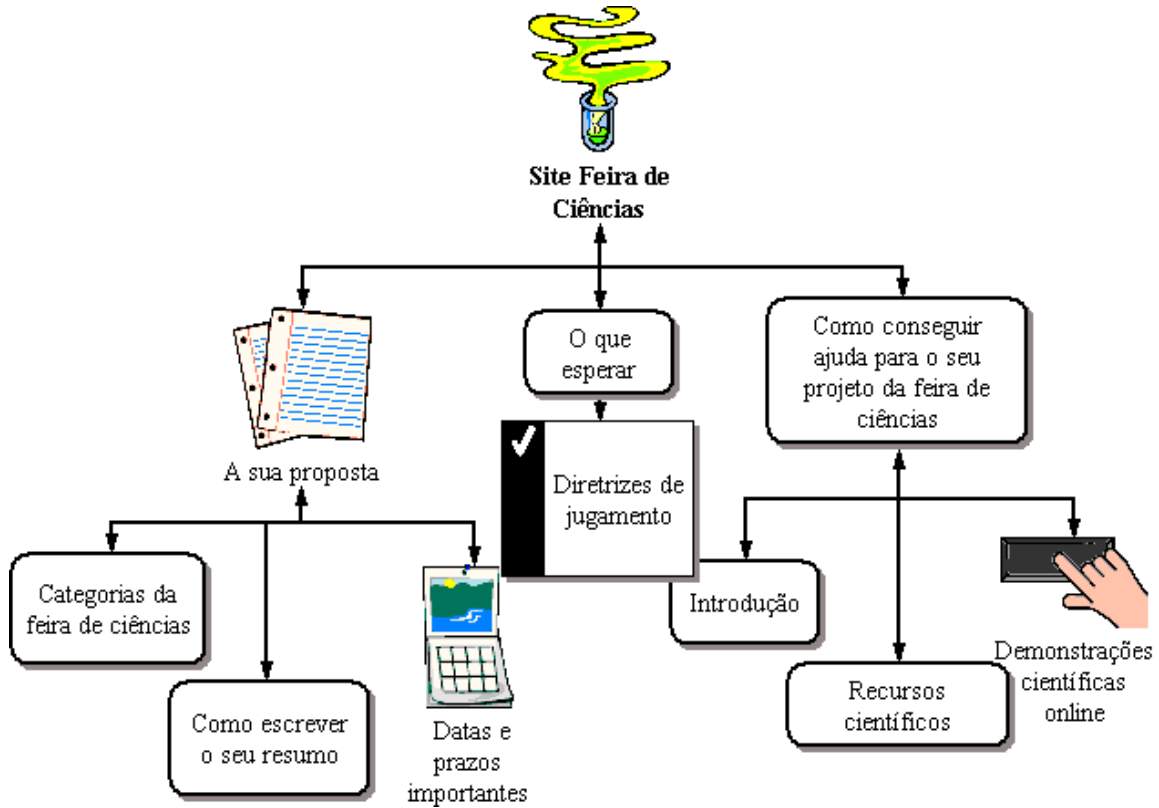 Site Feira de
Ciências
O que
esperar
Como conseguir
ajuda para o seu
projeto da feira de
ciências
A sua proposta
Diretrizes de
jugamento
Categorias da
feira de ciências
Introdução
Como escrever
o seu resumo
Datas e
prazos
importantes
Recursos
científicos
Demonstrações
científicas
online